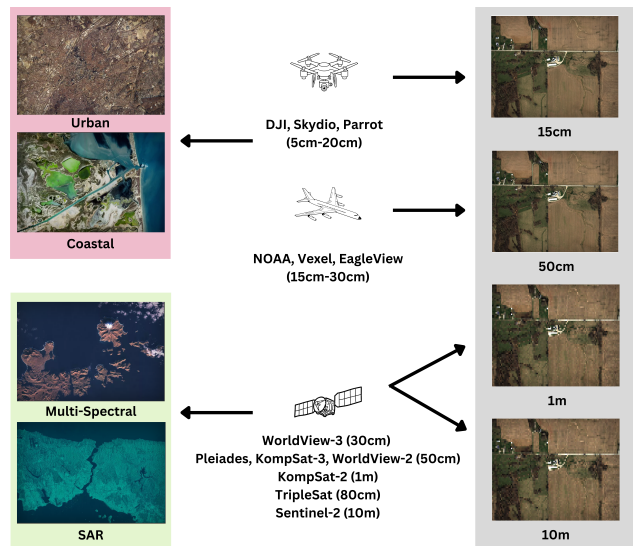 Urban
Coastal
Multi-Spectral
SAR
DJI, Skydio, Parrot
(5cm-20cm)
NOAA, Vexel, EagleView
(15cm-30cm)
WorldView-3 (30cm)
Pleiades, KompSat-3, WorldView-2 (50cm)
KompSat-2 (1m)
TripleSat (80cm)
Sentinel-2 (10m)
15cm
50cm
1m
10m